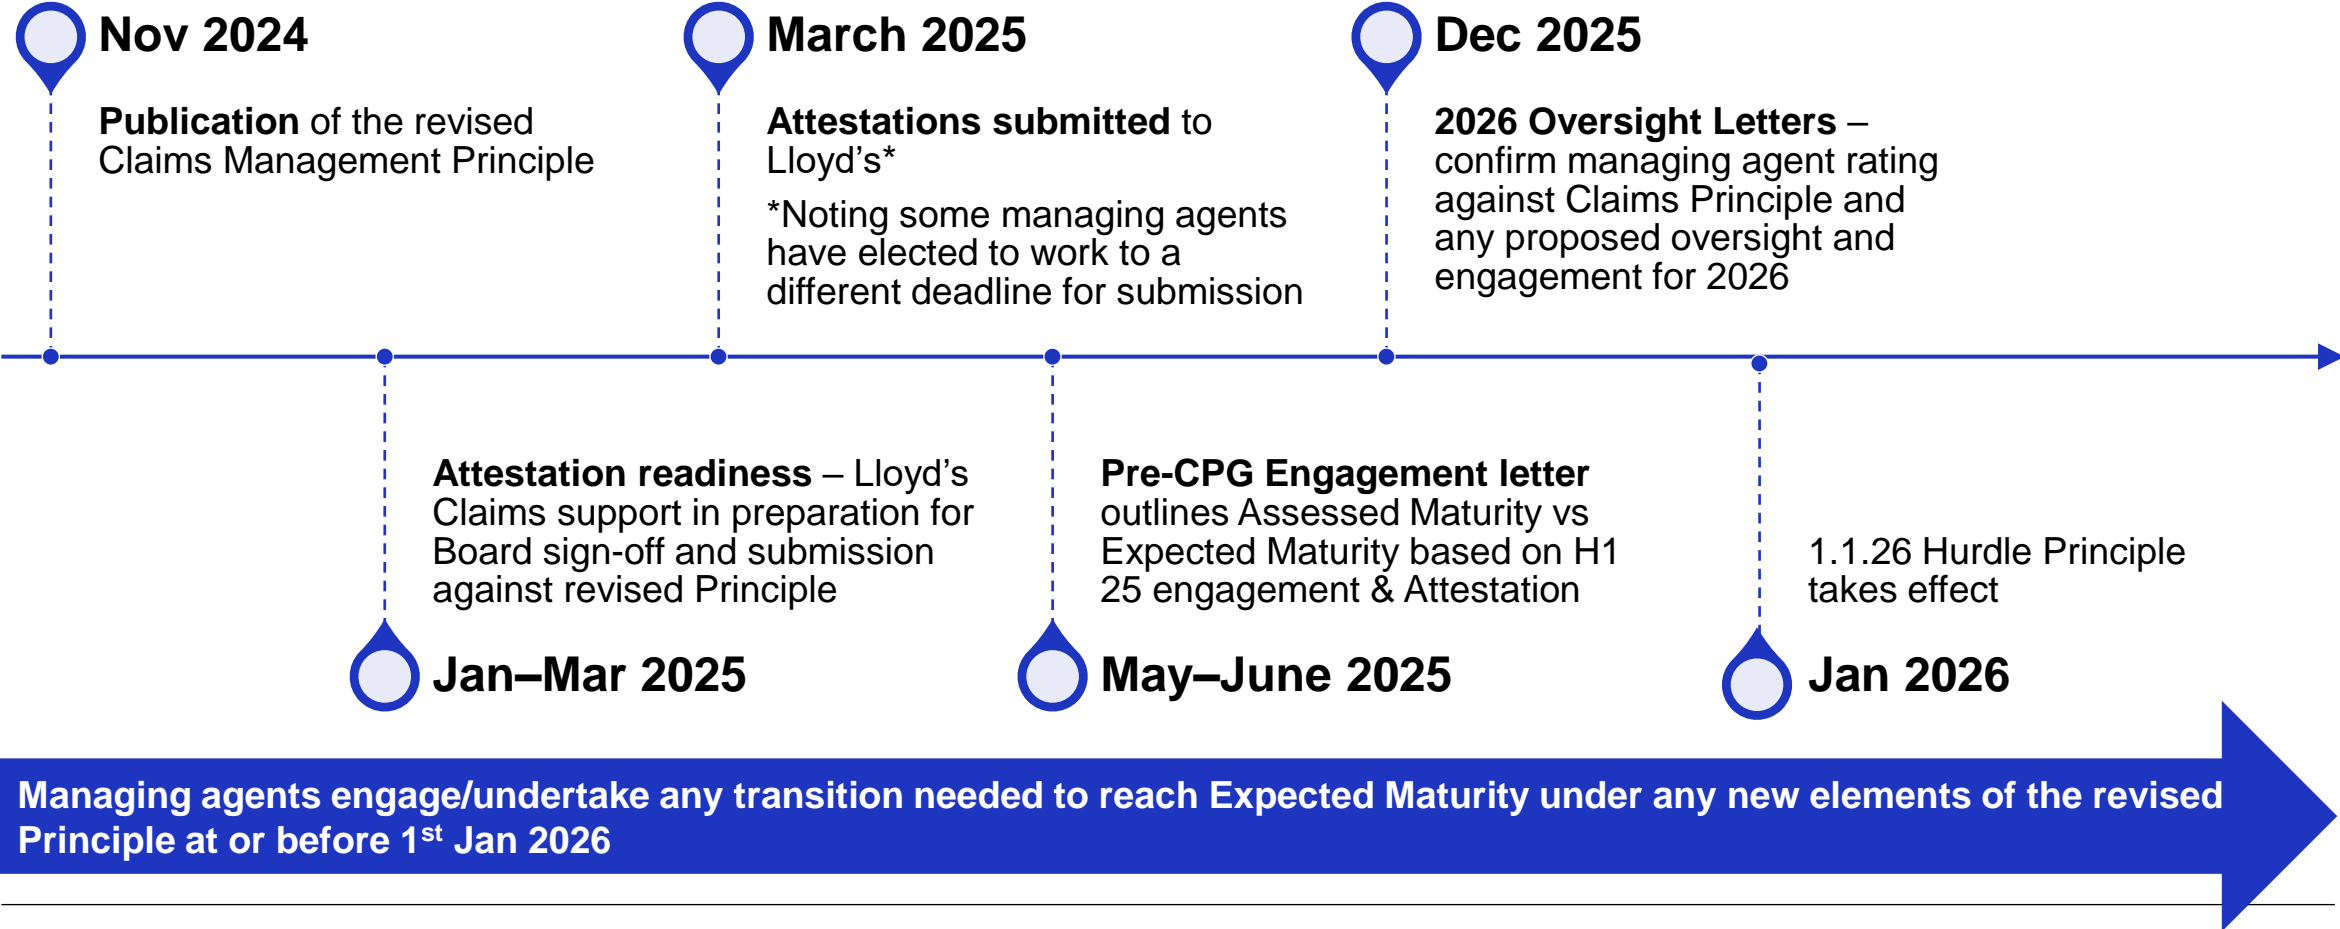 Nov 2024
Publication of the revised
Claims Management Principle
March 2025
Attestations submitted to
Lloyd’s*
*Noting some managing agents
have elected to work to a
different deadline for submission
Dec 2025
2026 Oversight Letters –
confirm managing agent rating
against Claims Principle and
any proposed oversight and
engagement for 2026
Attestation readiness – Lloyd’s
Claims support in preparation for
Board sign-off and submission
against revised Principle
Jan–Mar 2025
Pre-CPG Engagement letter
outlines Assessed Maturity vs
Expected Maturity based on H1
25 engagement & Attestation
May–June 2025
1.1.26 Hurdle Principle
takes effect
Jan 2026
Managing agents engage/undertake any transition needed to reach Expected Maturity under any new elements of the revised
Principle at or before 1st Jan 2026